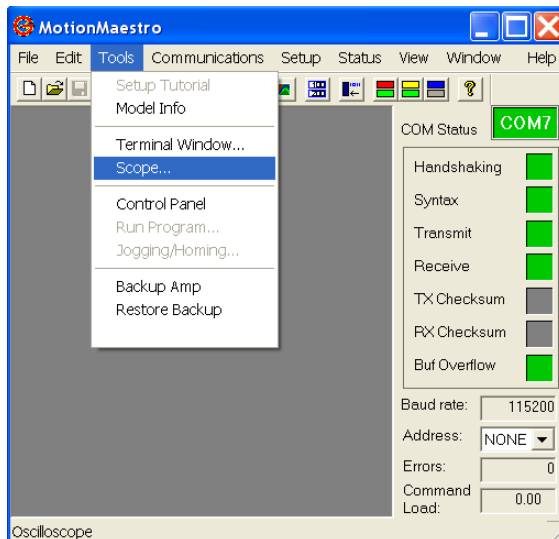 MotionMaestro
File Edit Tools Communications Setup Status View Window Help
Setup Tutorial
Model Info
Terminal Window...
Scope...
Control Panel
Run Program...
Jogging/Homing...
Backup Amp
Restore Backup
COM Status COM7
Handshaking
Syntax
Transmit
Receive
TX Checksum
RX Checksum
Buf Overflow
Baud rate: 115200
Address: NONE
Errors: 0
Command
Load: 0.00
Oscilloscope